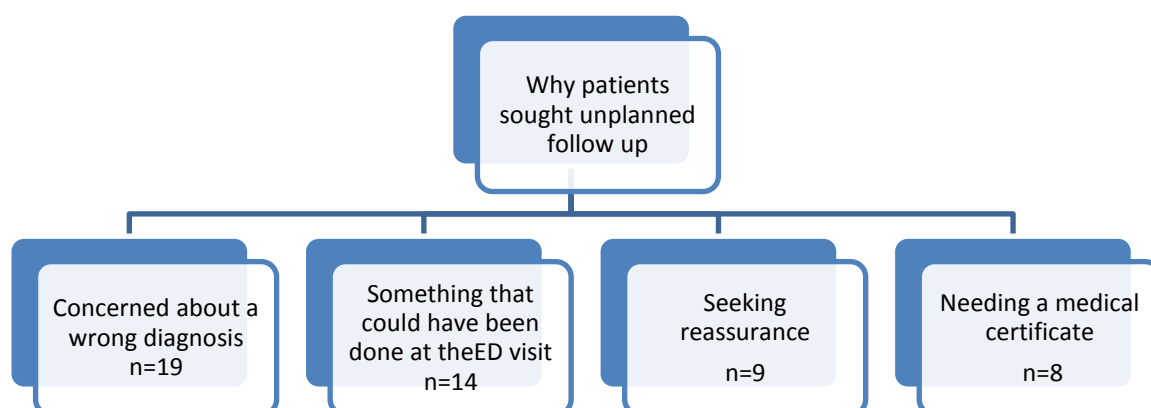 Why patients
sought unplanned
follow up
Concerned about a
wrong diagnosis
n=19
Something that
could have been
done at theED visit
n=14
Seeking
reassurance
n=9
Needing a medical
certificate
n=8